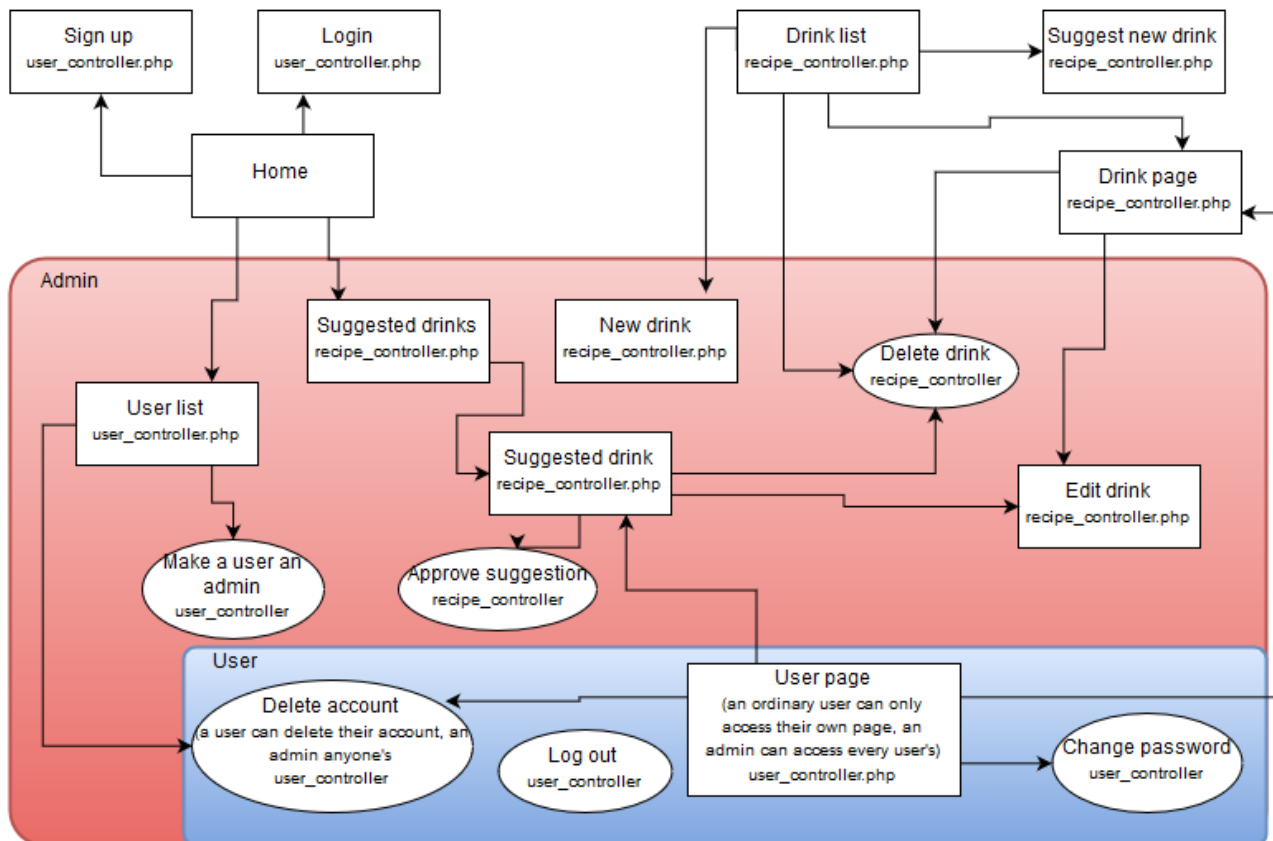 Sign up
user_controller.php
Login
user_controller.php
Drink list
recipe_controller.php
Suggest new drink
recipe_controller.php
Home
Drink page
recipe_controller.php
Admin
Suggested drinks
recipe_controller.php
New drink
recipe_controller.php
Delete drink
recipe_controller
User list
user_controller.php
Suggested drink
recipe_controller.php
Edit drink
recipe_controller.php
Make a user an
admin
user_controller
Approve suggestion
recipe_controller
User
Delete account
(a user can delete their account, an
admin anyone's
user_controller
Log out
user_controller
User page
(an ordinary user can only
access their own page, an
admin can access every user's)
user_controller.php
Change password
user_controller